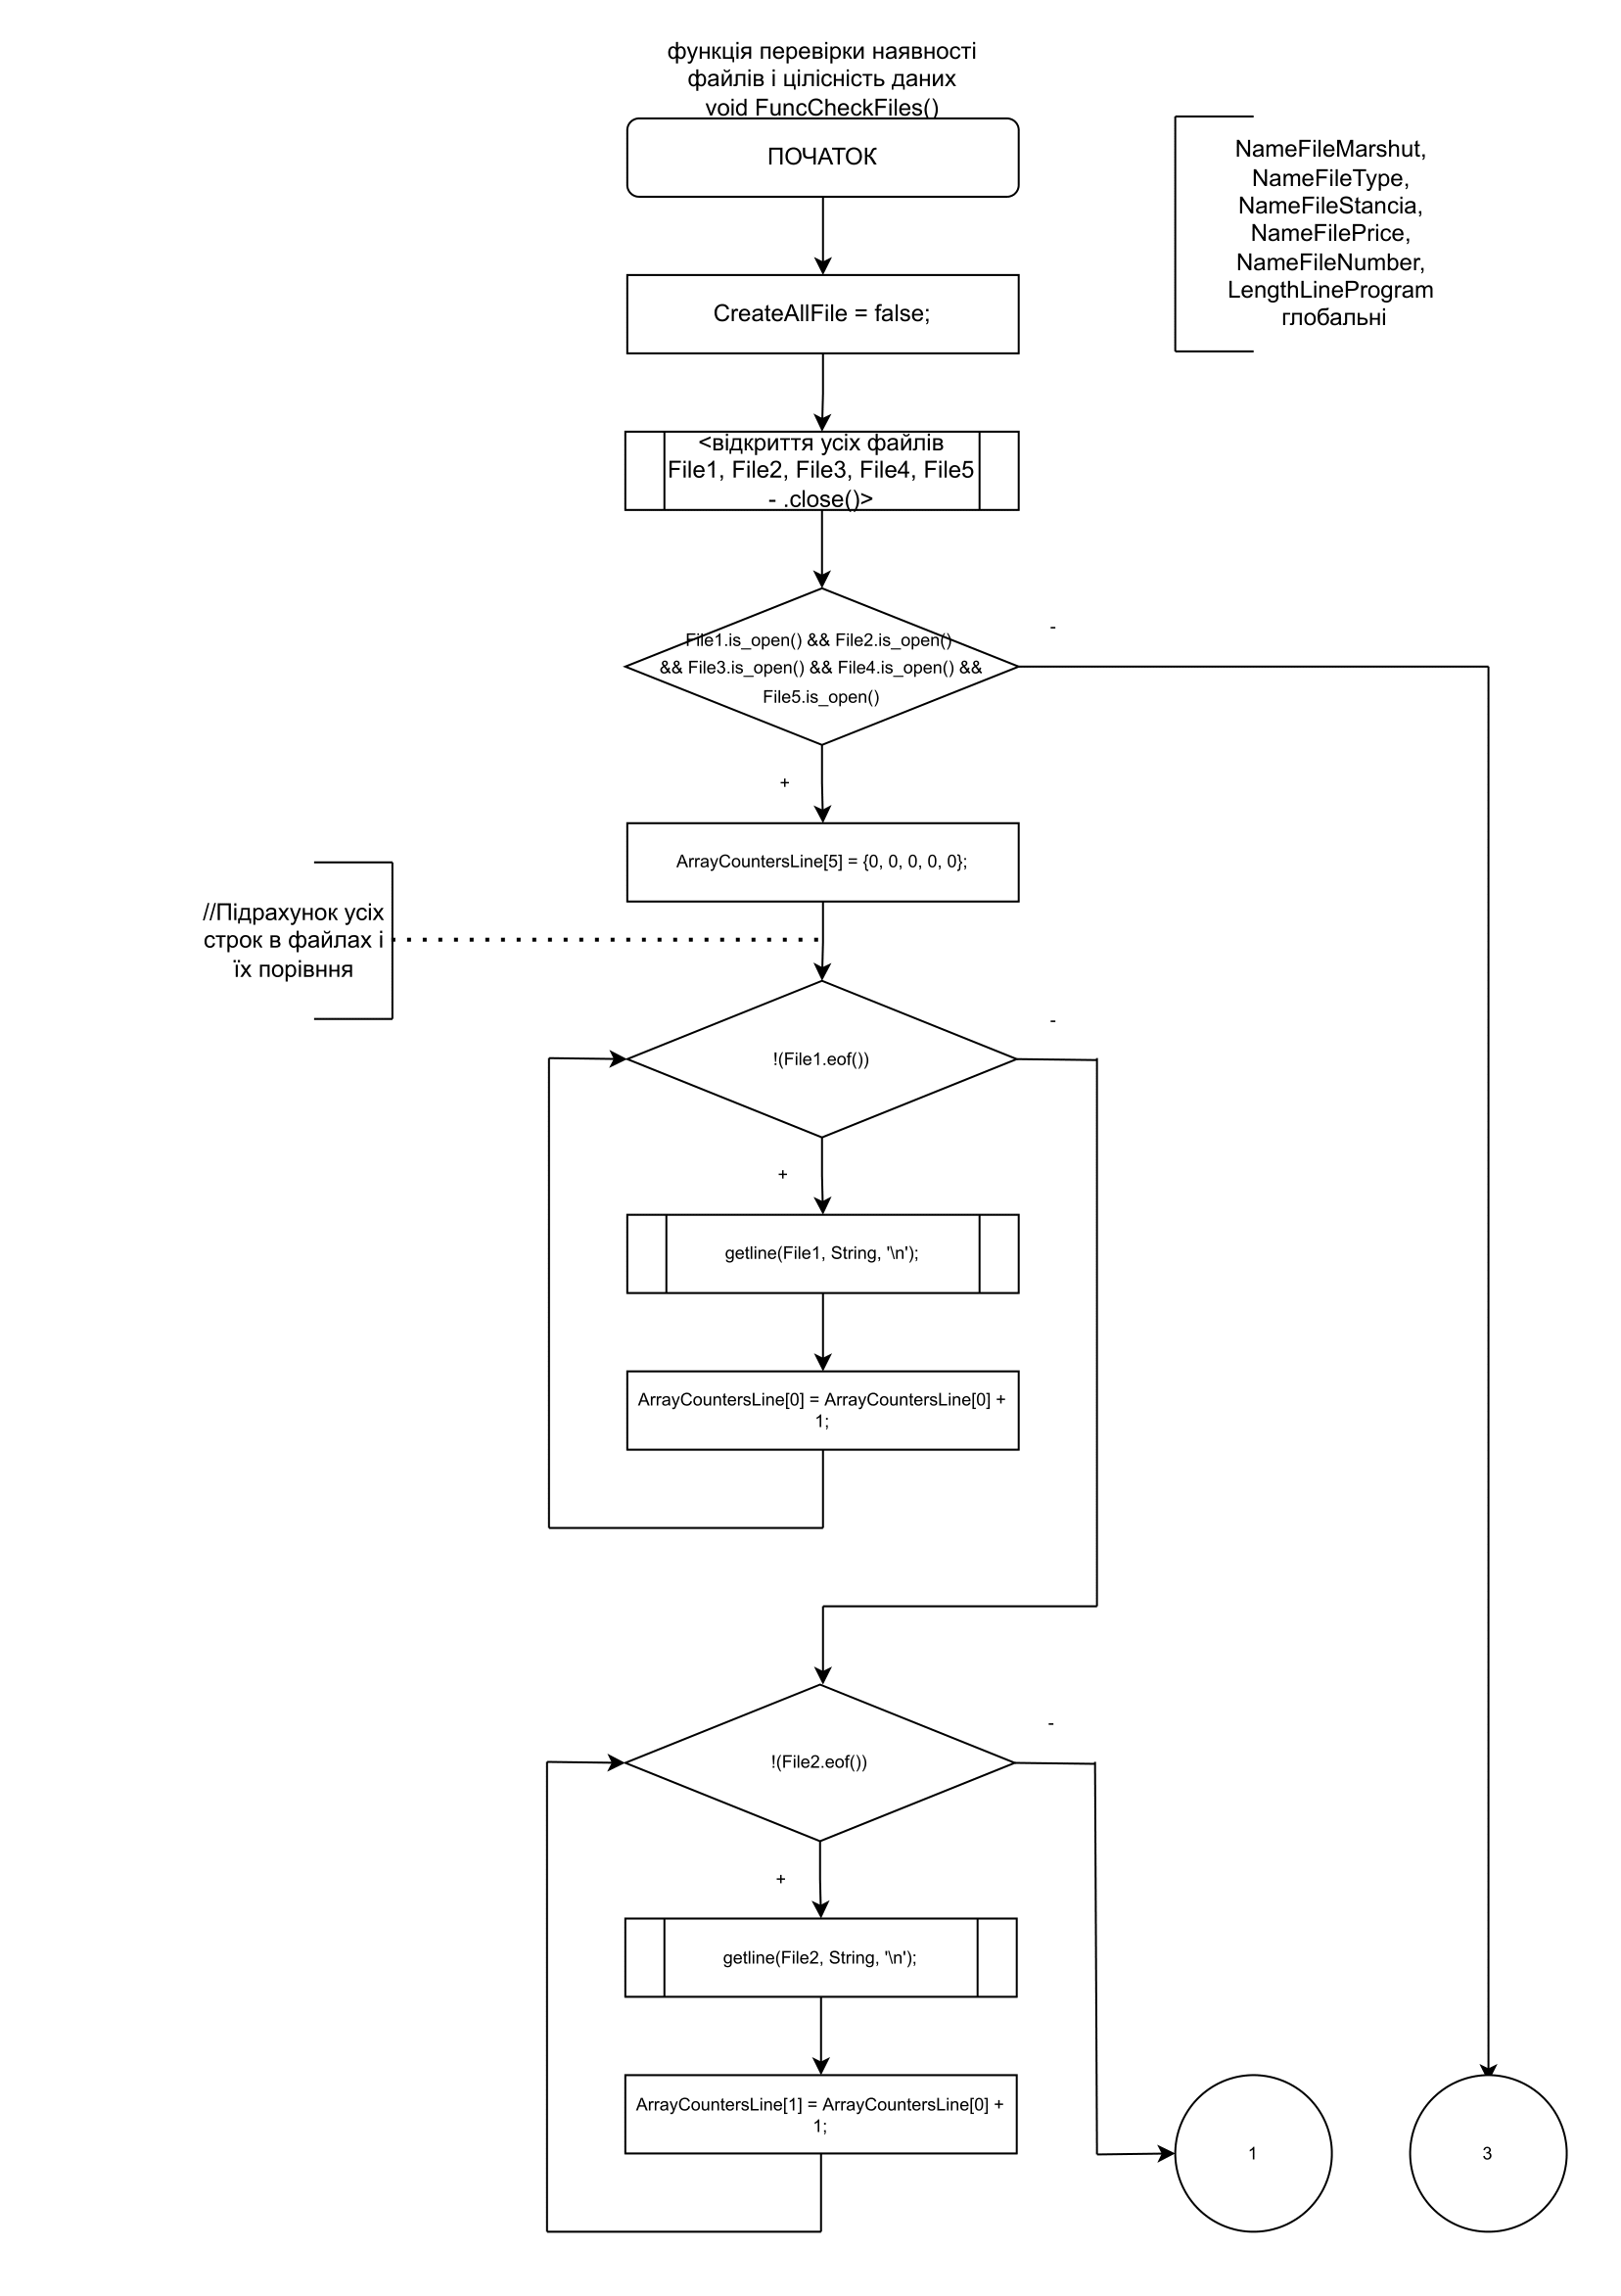 функція перевірки наявності
файлів і цілісність даних
void FuncCheckFiles()
ПОЧАТОК
NameFileMarshut,
NameFileType,
NameFileStancia,
NameFilePrice,
NameFileNumber,
LengthLineProgram
глобальні
CreateAllFile = false;
<відкриття усіх файлів
File1, File2, File3, File4, File5
- .close()>
File1.is_open() && File2.is_open()
&& File3.is_open() && File4.is_open() &&
File5.is_open()
-
+
ArrayCountersLine[5] = {0, 0, 0, 0, 0};
//Підрахунок усіх
строк в файлах і
їх порівння
!(File1.eof())
-
+
getline(File1, String, '\n');
ArrayCountersLine[0] = ArrayCountersLine[0] +
1;
!(File2.eof())
-
+
getline(File2, String, '\n');
ArrayCountersLine[1] = ArrayCountersLine[0] +
1;
1
3